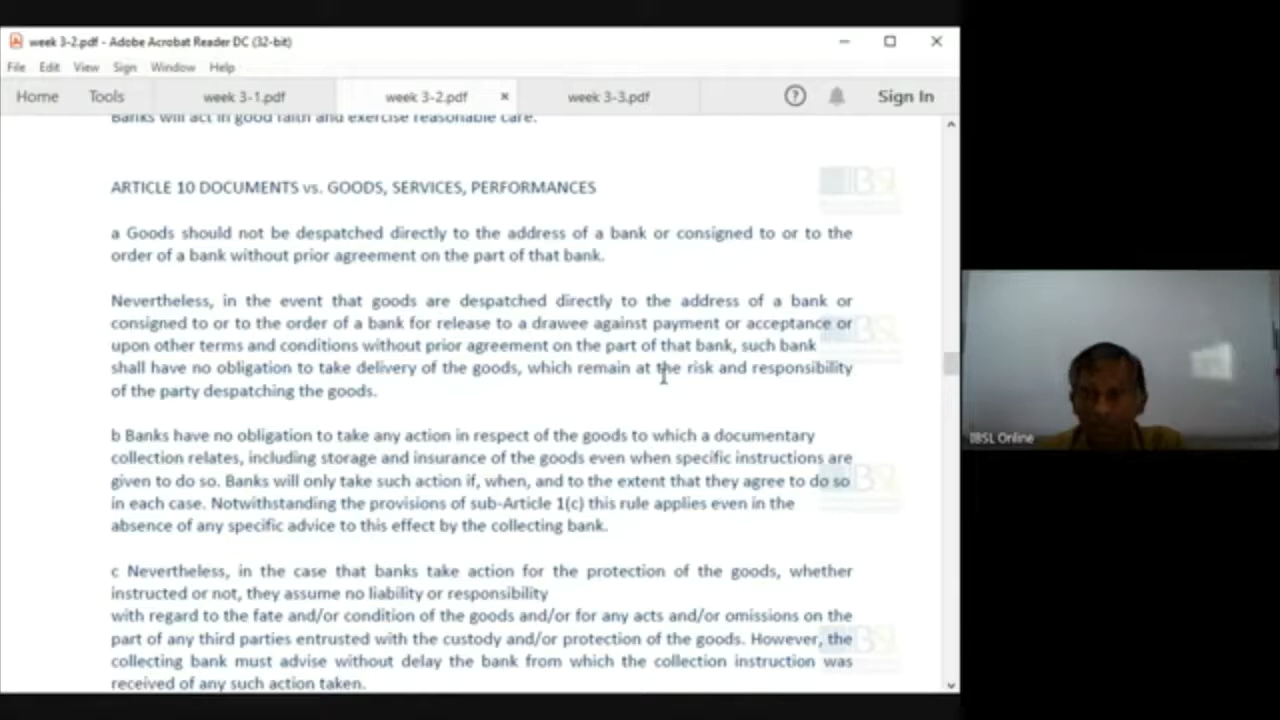 week 3-2.pdf - Adobe Acrobat Reader DC (32-bit)
File Edit View Sign Window Help
Home Tools week 3-1.pdf week 3-2.pdf × week 3-3.pdf Sign In
Banks will act in good faith and exercise reasonable care.
ARTICLE 10 DOCUMENTS vs. GOODS, SERVICES, PERFORMANCES
a Goods should not be despatched directly to the address of a bank or consigned to or to the
order of a bank without prior agreement on the part of that bank.
Nevertheless, in the event that goods are despatched directly to the address of a bank or
consigned to or to the order of a bank for release to a drawee against payment or acceptance or
upon other terms and conditions without prior agreement on the part of that bank, such bank
shall have no obligation to take delivery of the goods, which remain at the risk and responsibility
of the party despatching the goods.
b Banks have no obligation to take any action in respect of the goods to which a documentary
collection relates, including storage and insurance of the goods even when specific instructions are
given to do so. Banks will only take such action if, when, and to the extent that they agree to do so
in each case. Notwithstanding the provisions of sub-Article 1(c) this rule applies even in the
absence of any specific advice to this effect by the collecting bank.
c Nevertheless, in the case that banks take action for the protection of the goods, whether
instructed or not, they assume no liability or responsibility
with regard to the fate and/or condition of the goods and/or for any acts and/or omissions on the
part of any third parties entrusted with the custody and/or protection of the goods. However, the
collecting bank must advise without delay the bank from which the collection instruction was
received of any such action taken.
IBSL Online